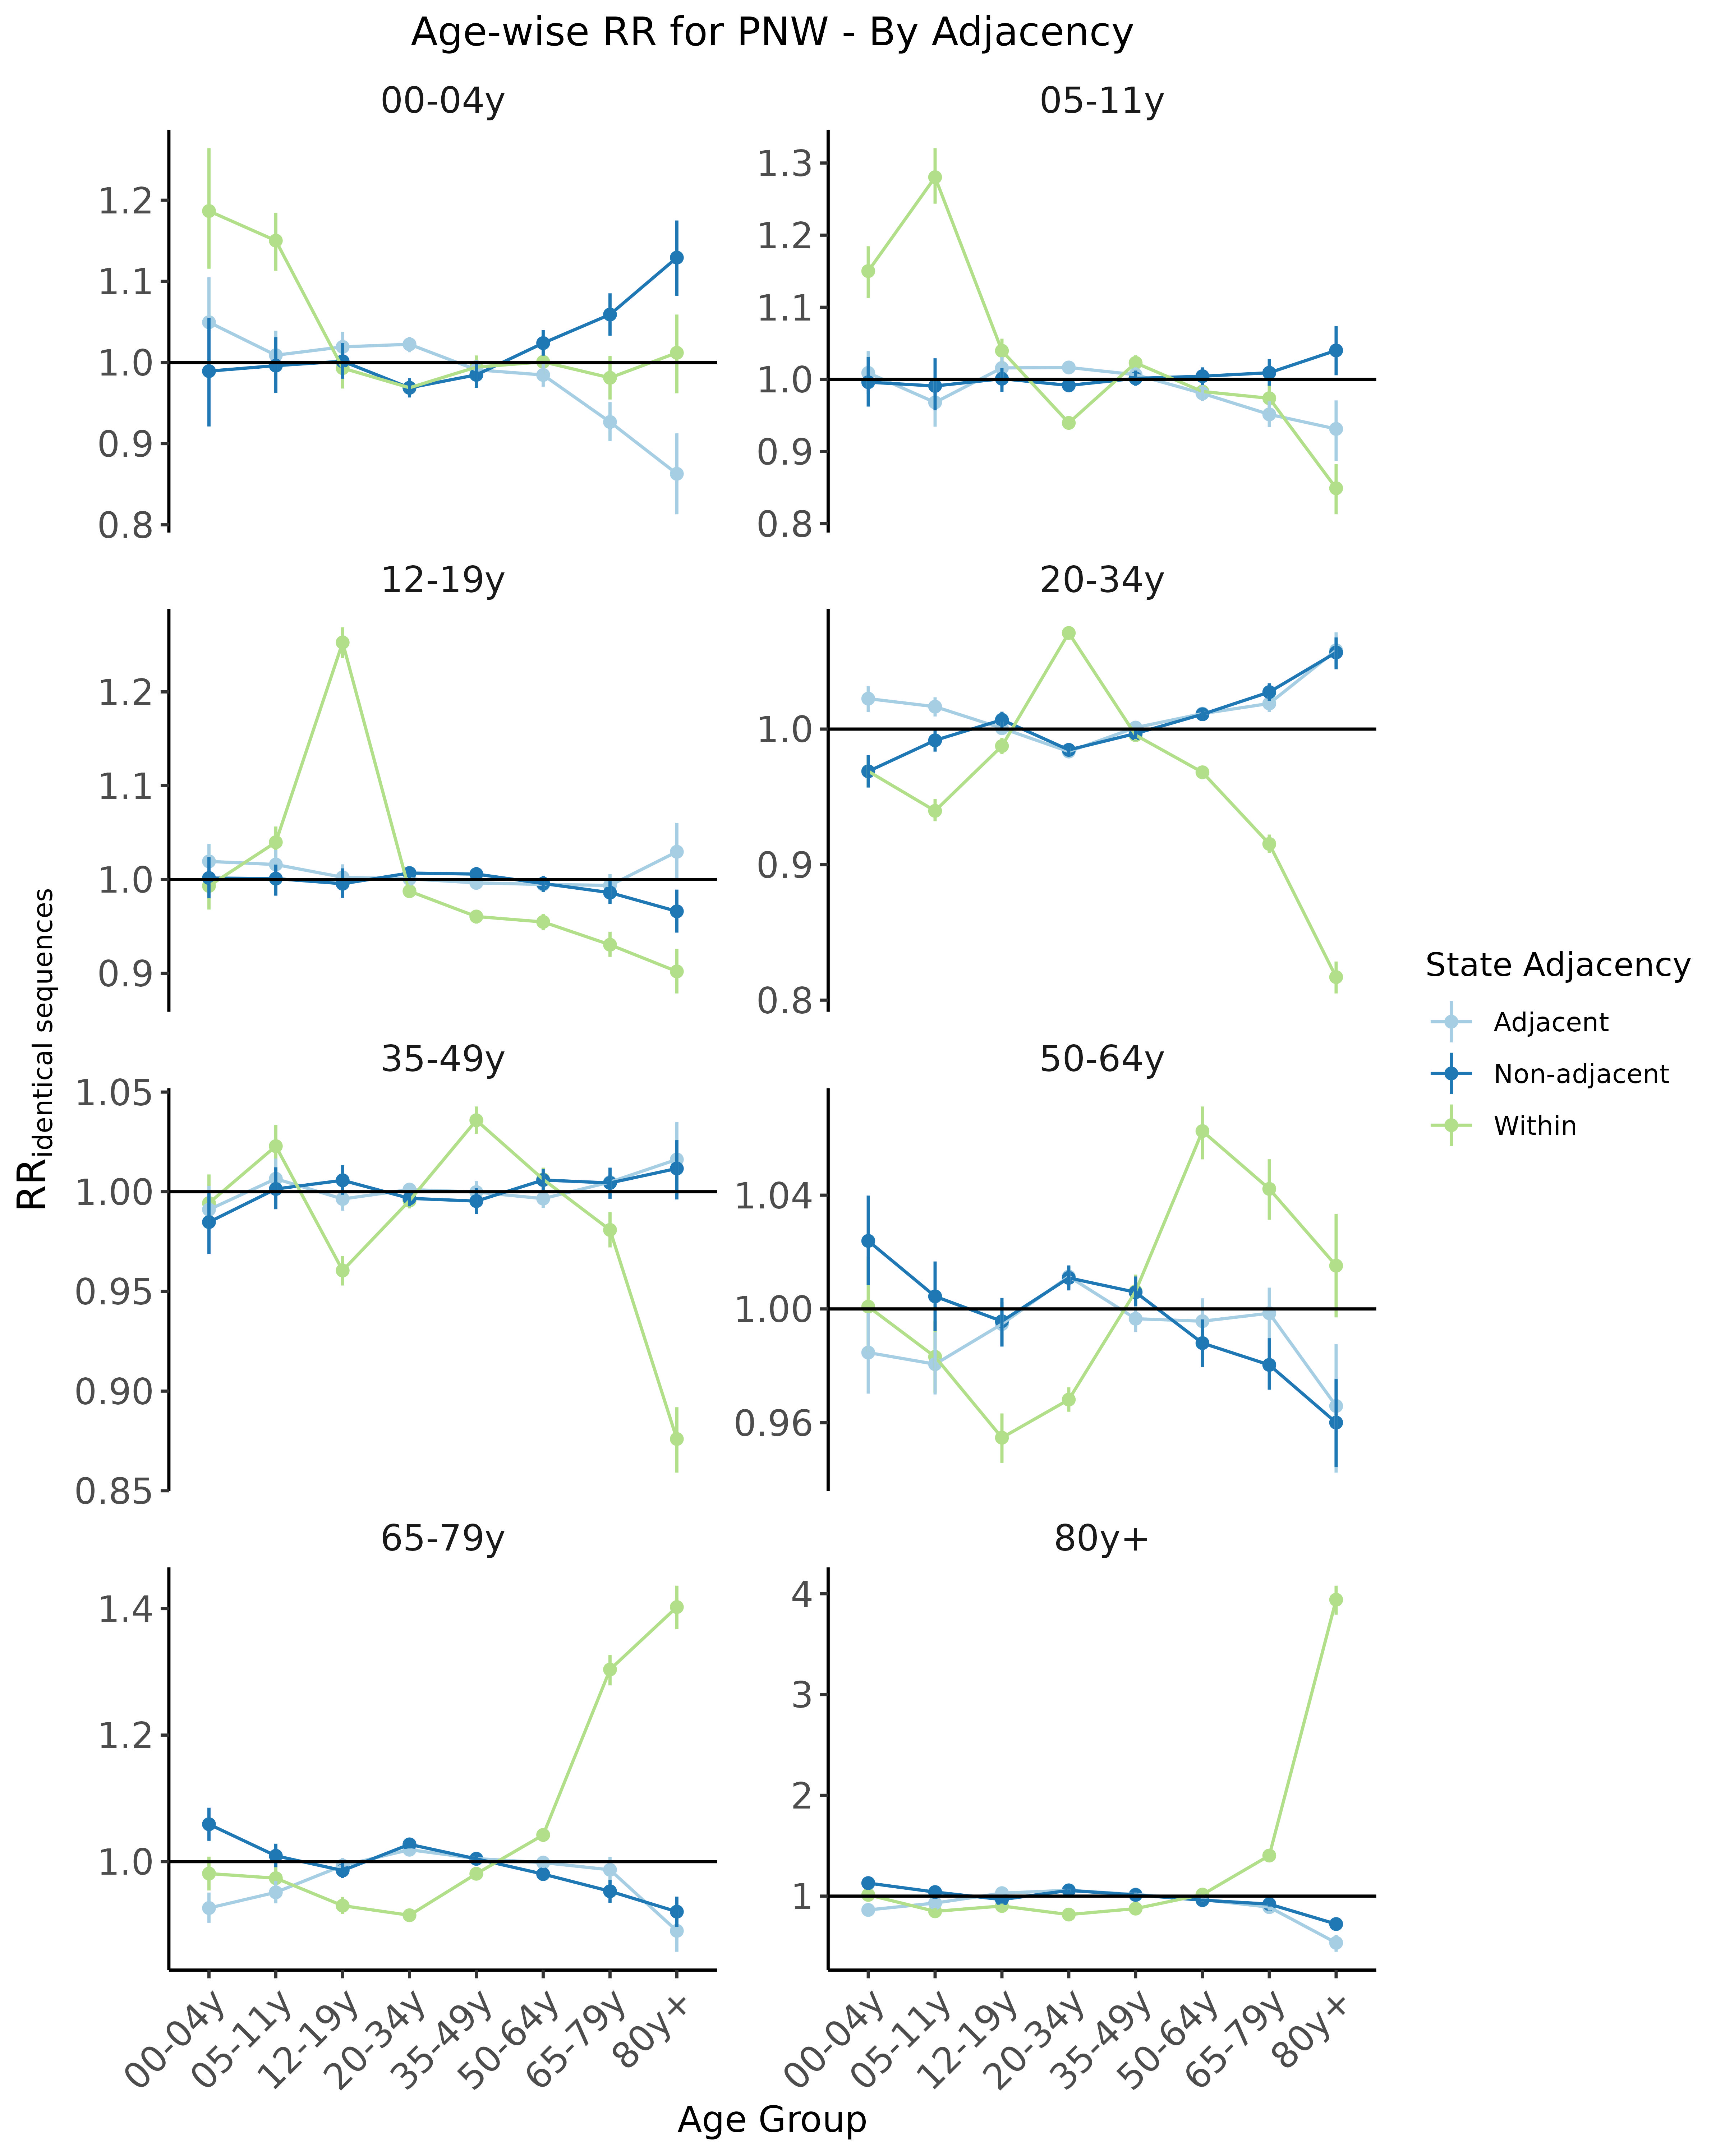 Age-wise RR for PNW - By Adjacency
00-04y
05-11y
1.2
1.1
1.0
0.9
0.8
1.3
1.2
1.1
1.0
0.9
0.8
12-19y
20-34y
1.2
1.1
1.0
0.9
1.0
0.9
0.8
35-49y
50-64y
1.05
1.00
0.95
0.90
0.85
1.04
1.00
0.96
65-79y
80y+
1.4
1.2
1.0
4
3
2
1
00-04y
05-11y
12-19y
20-34y
35-49y
50-64y
65-79y
80y+
00-04y
05-11y
12-19y
20-34y
35-49y
50-64y
65-79y
80y+
Age Group
RRidentical sequences
State Adjacency
Adjacent
Non-adjacent
Within